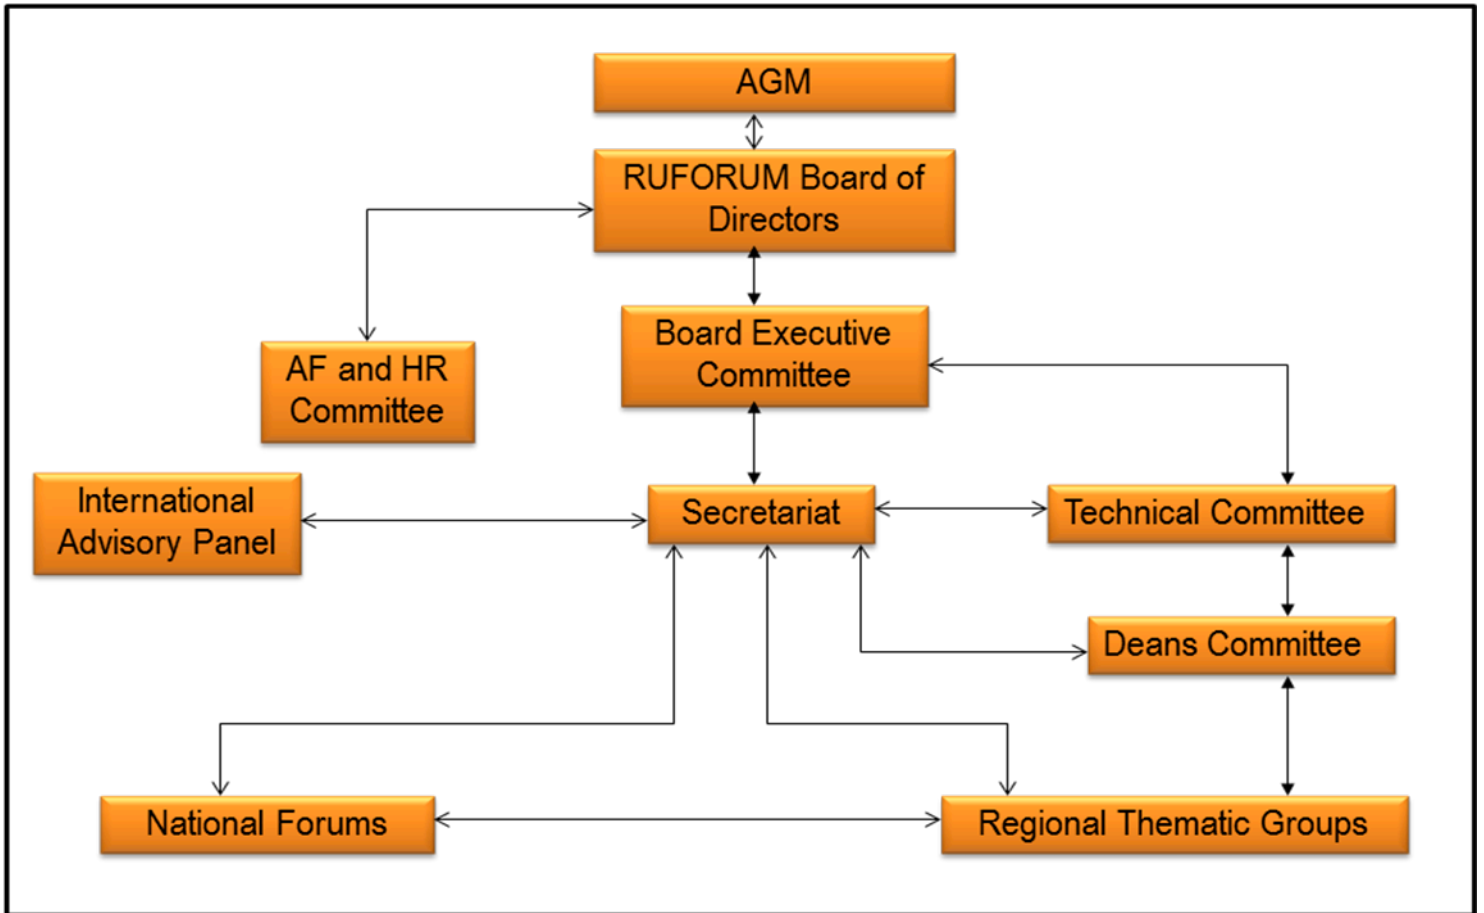 AGM
RUFORUM Board of
Directors
Board Executive
Committee
AF and HR
Committee
International
Advisory Panel
Secretariat
Technical Committee
Deans Committee
National Forums
Regional Thematic Groups